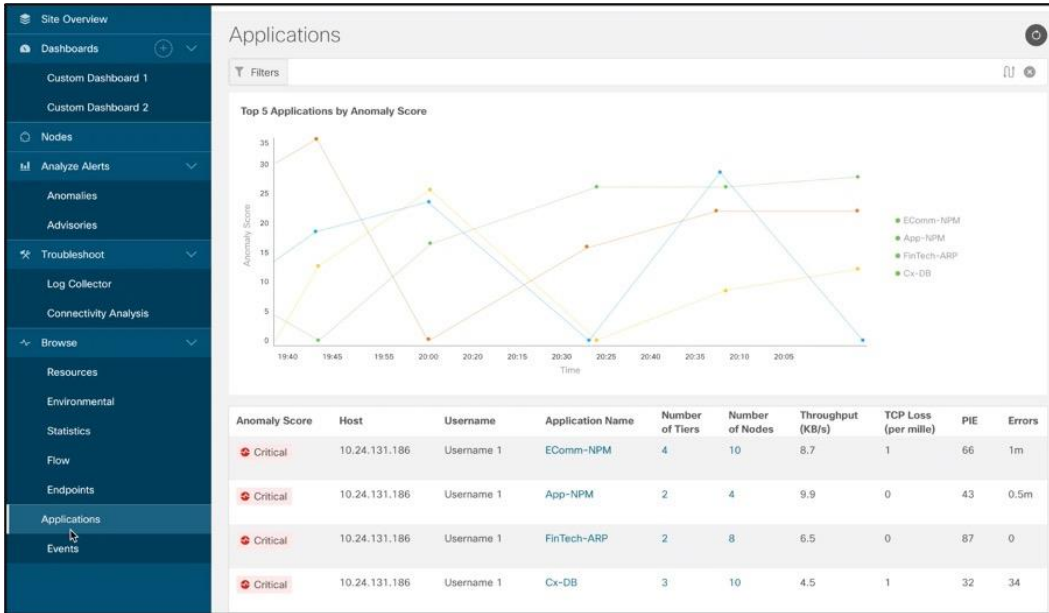 Site Overview
Dashboards
Custom Dashboard 1
Custom Dashboard 2
Nodes
Analyze Alerts
Anomalies
Advisories
Troubleshoot
Log Collector
Connectivity Analysis
Browse
Resources
Environmental
Statistics
Flow
Endpoints
Applications
Events
Applications
Filters
Top 5 Applications by Anomaly Score
35
30
25
20
15
10
5
0
Anomaly Score
19:40 19:45 19:55 20:00 20:20 20:15 20:30 20:25 20:40 20:35 20:10 20:05
Time
EComm-NPM
App-NPM
FinTech-ARP
Cx-DB
Anomaly Score Host Username Application Name Number of Tiers Number of Nodes Throughput (KB/s) TCP Loss (per mille) PIE Errors
Critical 10.24.131.186 Username 1 EComm-NPM 4 10 8.7 1 66 1m
Critical 10.24.131.186 Username 1 App-NPM 2 4 9.9 0 43 0.5m
Critical 10.24.131.186 Username 1 FinTech-ARP 2 8 6.5 0 87 0
Critical 10.24.131.186 Username 1 Cx-DB 3 10 4.5 1 32 34